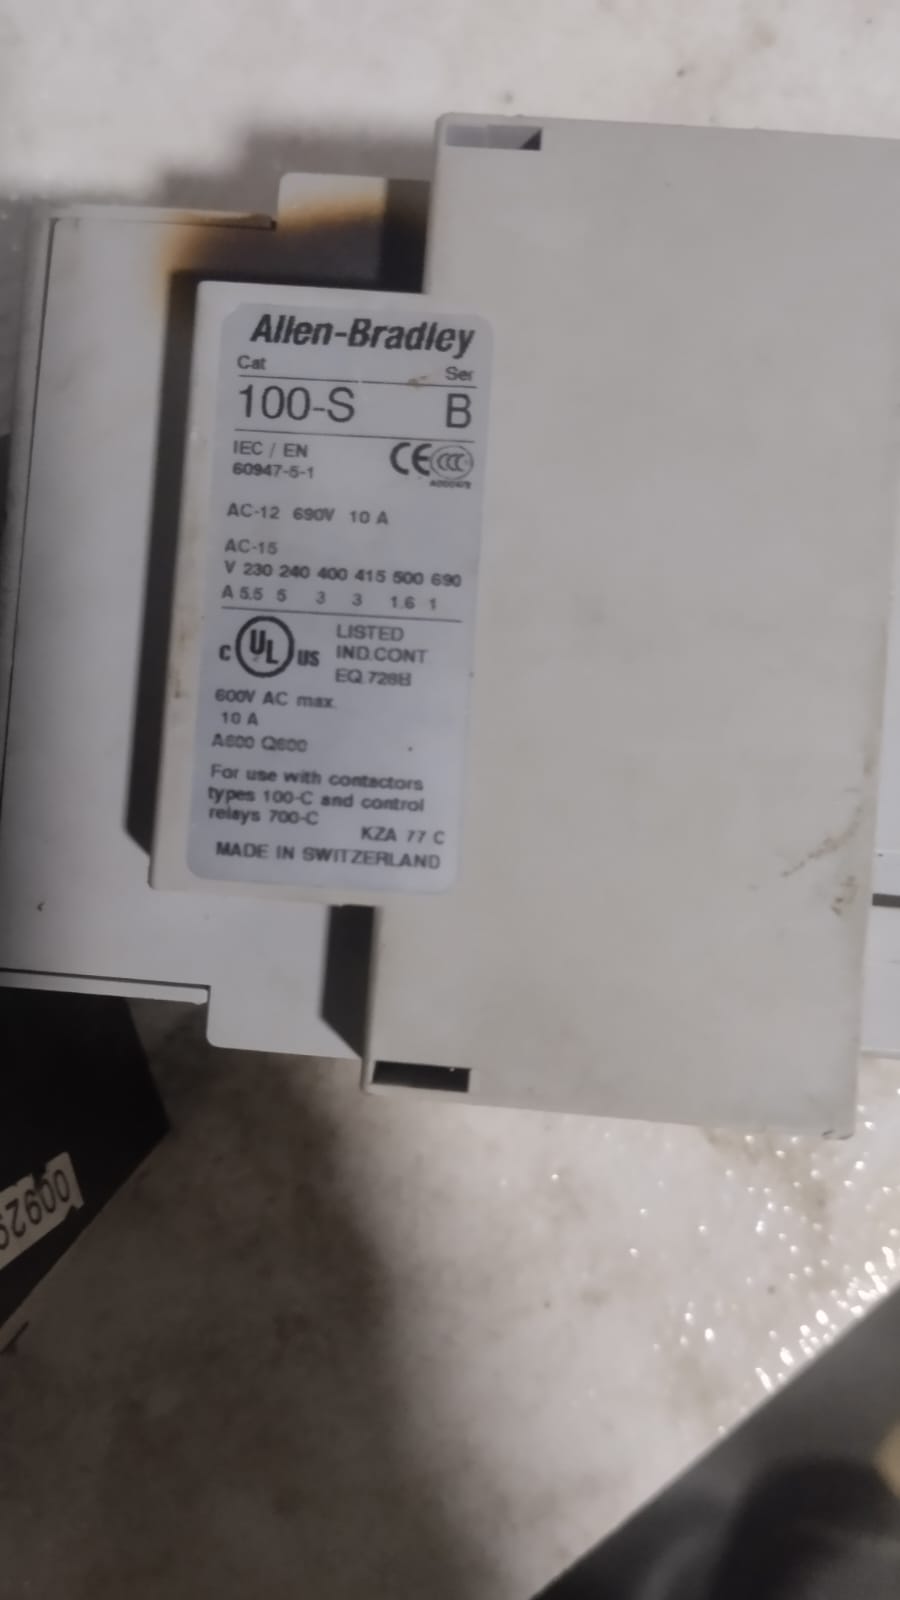 Allen-Bradley
Cat Ser
100-S B
IEC / EN
60947-5-1
CE CCC
AC-12 690V 10 A
AC-15
V 230 240 400 415 500 690
A 5.5 5 3 3 1.6 1
C UL US LISTED
IND.CONT
EQ.728H
600V AC max.
10 A
A600 Q600
For use with contactors
types 100-C and control
relays 700-C
KZA 77 C
MADE IN SWITZERLAND